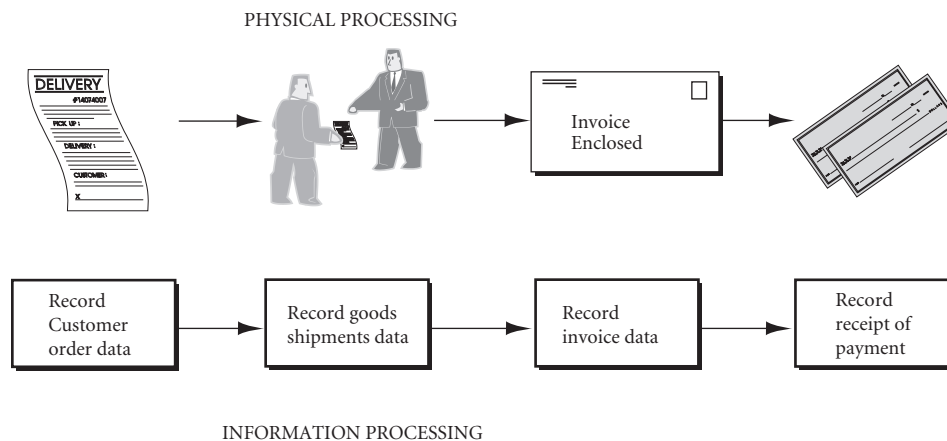 PHYSICAL PROCESSING
DELIVERY
#14074007
PICK UP:
DELIVERY:
CUSTOMER:
X
Invoice
Enclosed
Record
Customer
order data
Record goods
shipments data
Record
invoice data
Record
receipt of
payment
INFORMATION PROCESSING